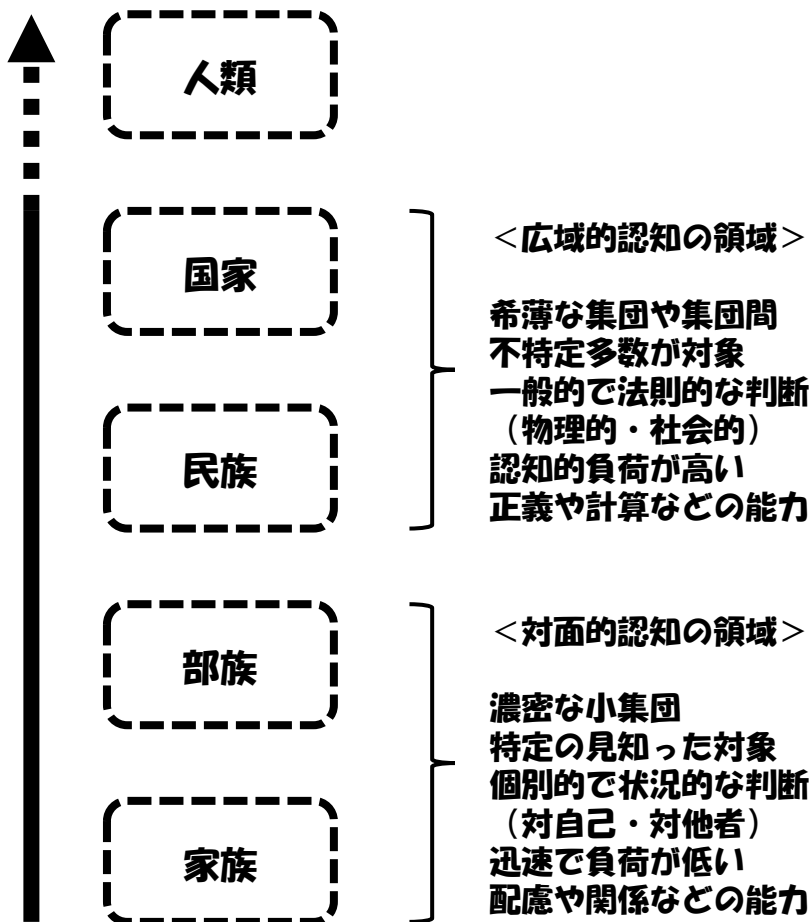 人類
国家
民族
<広域的認知の領域>
希薄な集団や集団間
不特定多数が対象
一般的で法則的な判断
(物理的・社会的)
認知的負荷が高い
正義や計算などの能力
部族
家族
<対面的認知の領域>
濃密な小集団
特定の見知った対象
個別的で状況的な判断
(対自己・対他者)
迅速で負荷が低い
配慮や関係などの能力